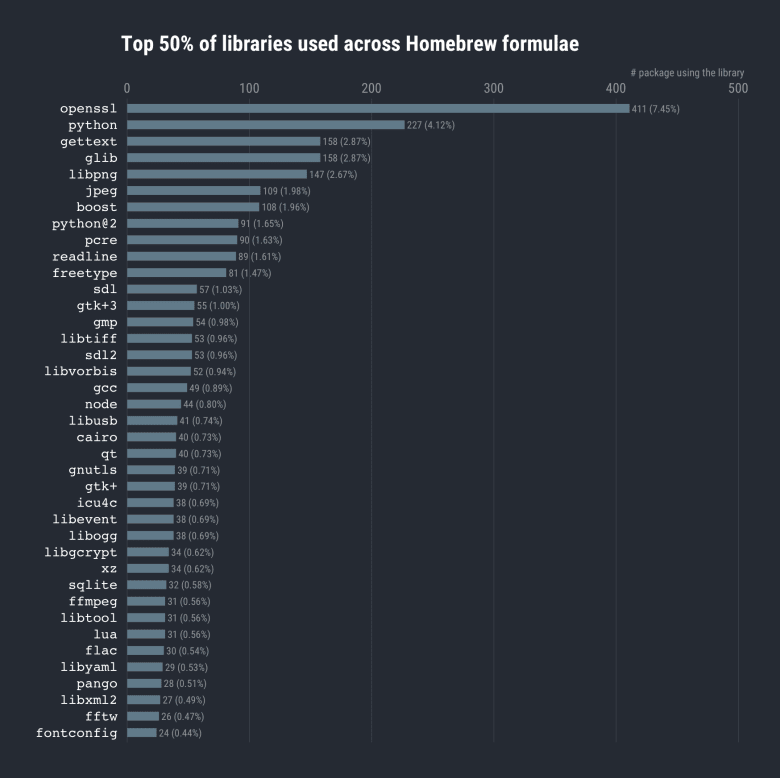 Top 50% of libraries used across Homebrew formulae
# package using the library
0 100 200 300 400 500
openssl 411 (7.45%)
python 227 (4.12%)
gettext 158 (2.87%)
glib 158 (2.87%)
libpng 147 (2.67%)
jpeg 109 (1.98%)
boost 108 (1.96%)
python@2 91 (1.65%)
pcre 90 (1.63%)
readline 89 (1.61%)
freetype 81 (1.47%)
sdl 57 (1.03%)
gtk+3 55 (1.00%)
gmp 54 (0.98%)
libtiff 53 (0.96%)
sdl2 53 (0.96%)
libvorbis 52 (0.94%)
gcc 49 (0.89%)
node 44 (0.80%)
libusb 41 (0.74%)
cairo 40 (0.73%)
qt 40 (0.73%)
gnutls 39 (0.71%)
gtk+ 39 (0.71%)
icu4c 38 (0.69%)
libevent 38 (0.69%)
libogg 38 (0.69%)
libgcrypt 34 (0.62%)
xz 34 (0.62%)
sqlite 32 (0.58%)
ffmpeg 31 (0.56%)
libtool 31 (0.56%)
lua 31 (0.56%)
flac 30 (0.54%)
libyaml 29 (0.53%)
pango 28 (0.51%)
libxml2 27 (0.49%)
fftw 26 (0.47%)
fontconfig 24 (0.44%)